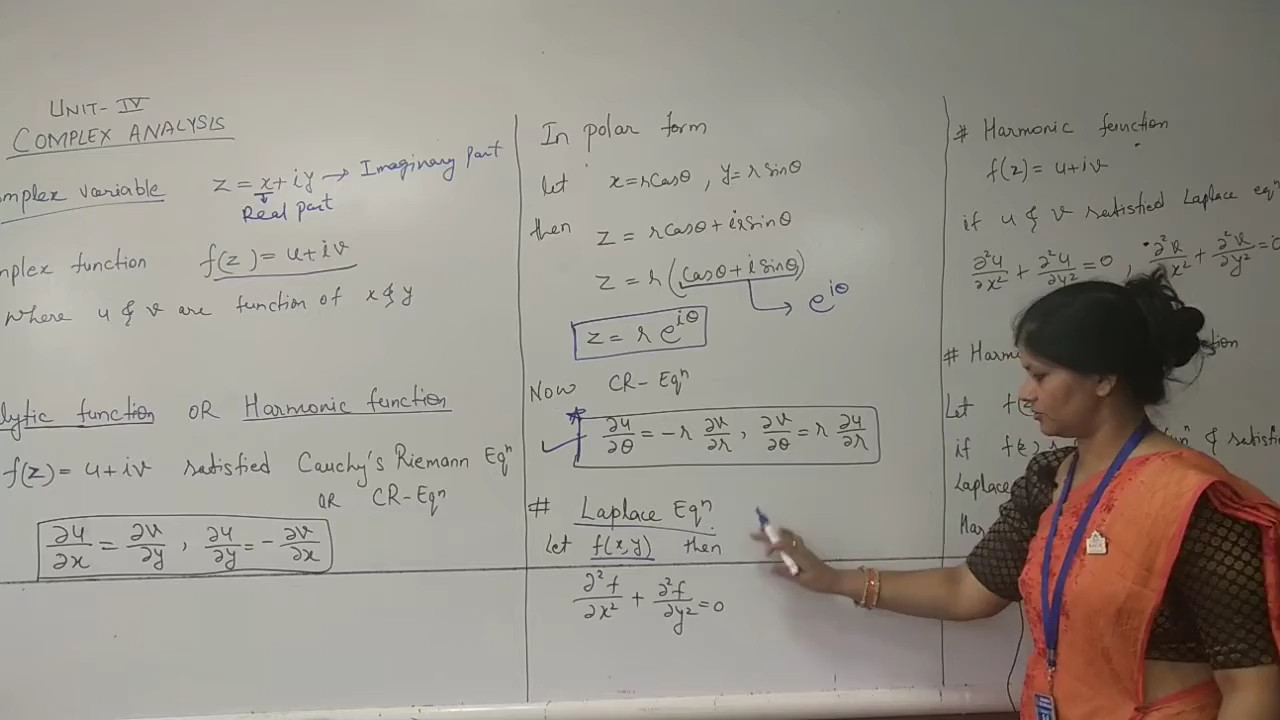 UNIT-IV
COMPLEX ANALYSIS
omplex variable z = x + iy → Imaginary part
Real part
mplex function f(z) = u + iv
where u & v are function of x & y
lytic function OR Harmonic function
f(z) = u + iv satisfied Cauchy's Riemann Eqⁿ
OR CR-Eqⁿ
∂u/∂x = ∂v/∂y , ∂u/∂y = -∂v/∂x
In polar form
let x = r cosθ , y = r sinθ
then z = r cosθ + i r sinθ
z = r (cosθ + i sinθ) → e^{iθ}
z = r e^{iθ}
Now CR-Eqⁿ
∂u/∂θ = -r ∂v/∂r , ∂v/∂θ = r ∂u/∂r
# Laplace Eqⁿ
let f(x,y) then
∂²f/∂x² + ∂²f/∂y² = 0
# Harmonic function
f(z) = u + iv
if u & v satisfied Laplace eqⁿ
∂²u/∂x² + ∂²u/∂y² = 0 , ∂²v/∂x² + ∂²v/∂y² = 0
# Harm
Let f(z
if f(z) & satisfi
Laplace
Har